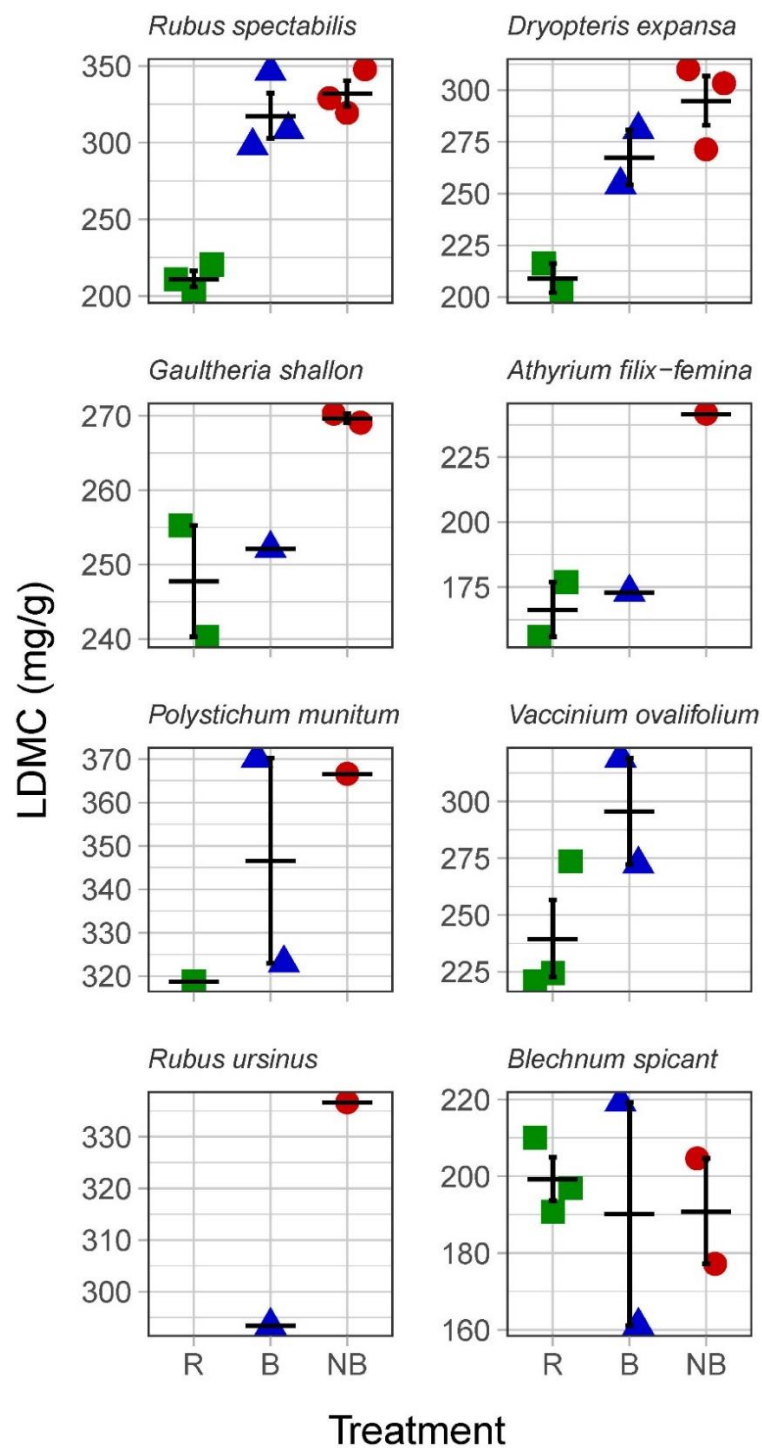 Rubus spectabilis
350
300
250
200
Dryopteris expansa
300
275
250
225
200
Gaultheria shallon
270
260
250
240
Athyrium filix−femina
225
200
175
LDMC (mg/g)
Polystichum munitum
370
360
350
340
330
320
Vaccinium ovalifolium
300
275
250
225
Rubus ursinus
330
320
310
300
R B NB
Blechnum spicant
220
200
180
160
R B NB
Treatment